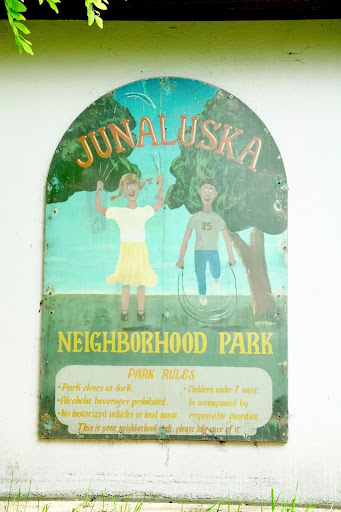 JUNALUSKA
25
NEIGHBORHOOD PARK
PARK RULES
• Park closes at dark.
• Alcoholic beverages prohibited.
• No motorized vehicles or loud music.
• Children under 7 must
be accompanied by
responsible guardian.
This is your neighborhood park, please take care of it.